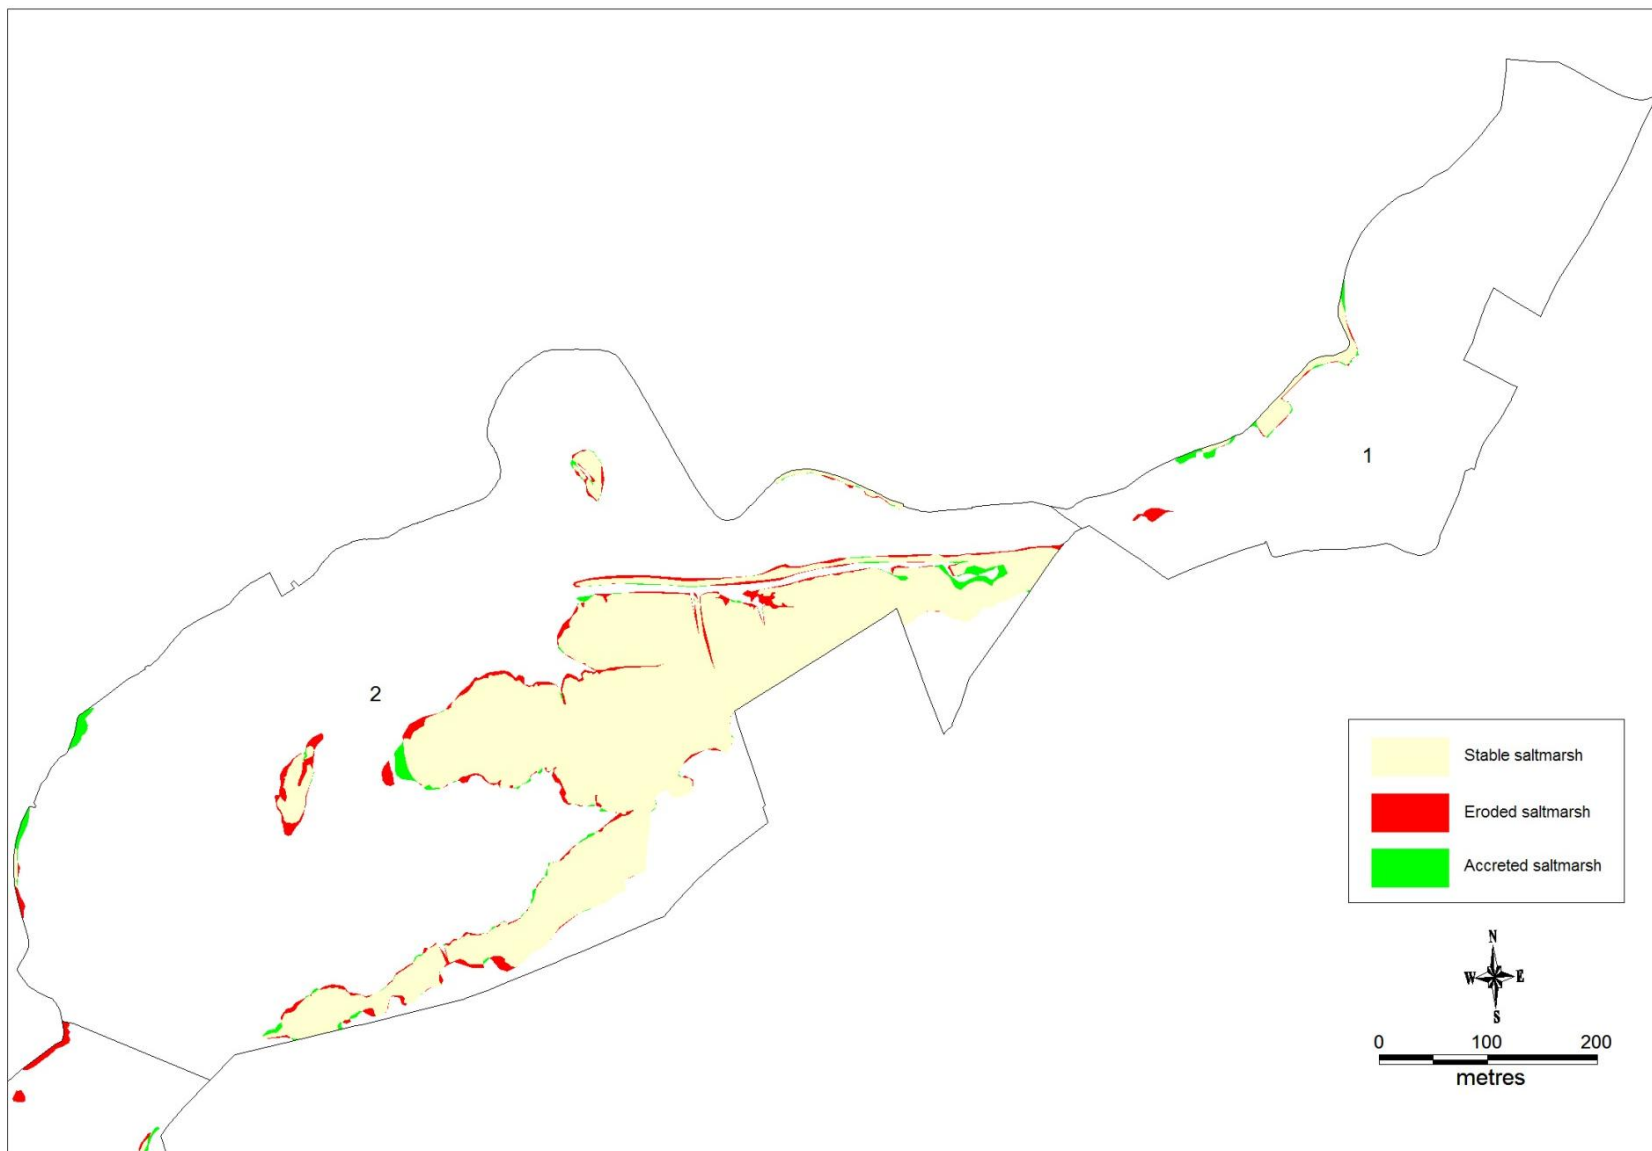 1
2
Stable saltmarsh
Eroded saltmarsh
Accreted saltmarsh
N
W E
S
0 100 200
metres